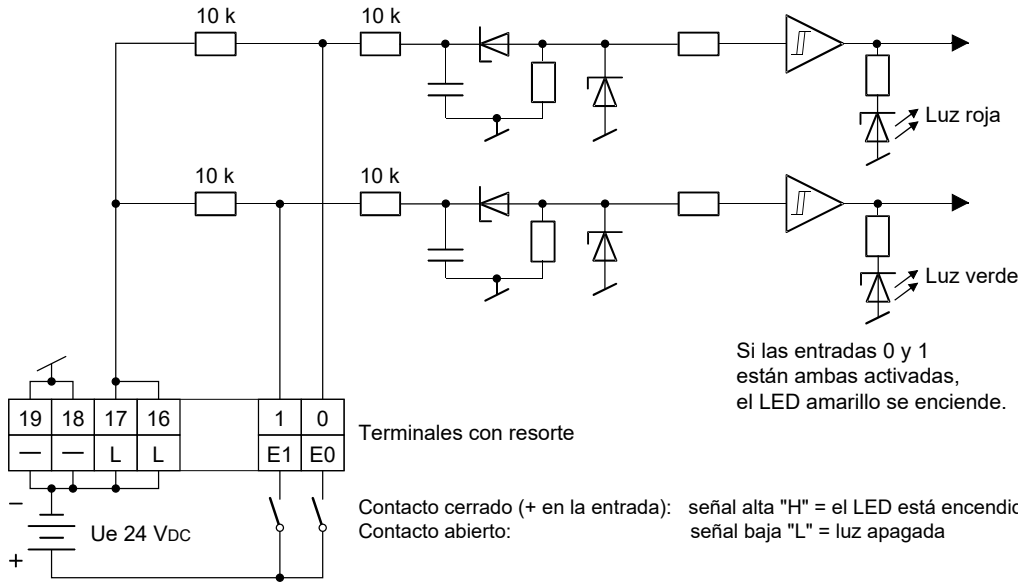 10 k
10 k
Luz roja
10 k
10 k
Luz verde
Si las entradas 0 y 1
están ambas activadas,
el LED amarillo se enciende.
19 18 17 16 1 0
— — L L E1 E0
Terminales con resorte
Contacto cerrado (+ en la entrada): señal alta "H" = el LED está encendid
Contacto abierto: señal baja "L" = luz apagada
− Ue 24 VDC
+